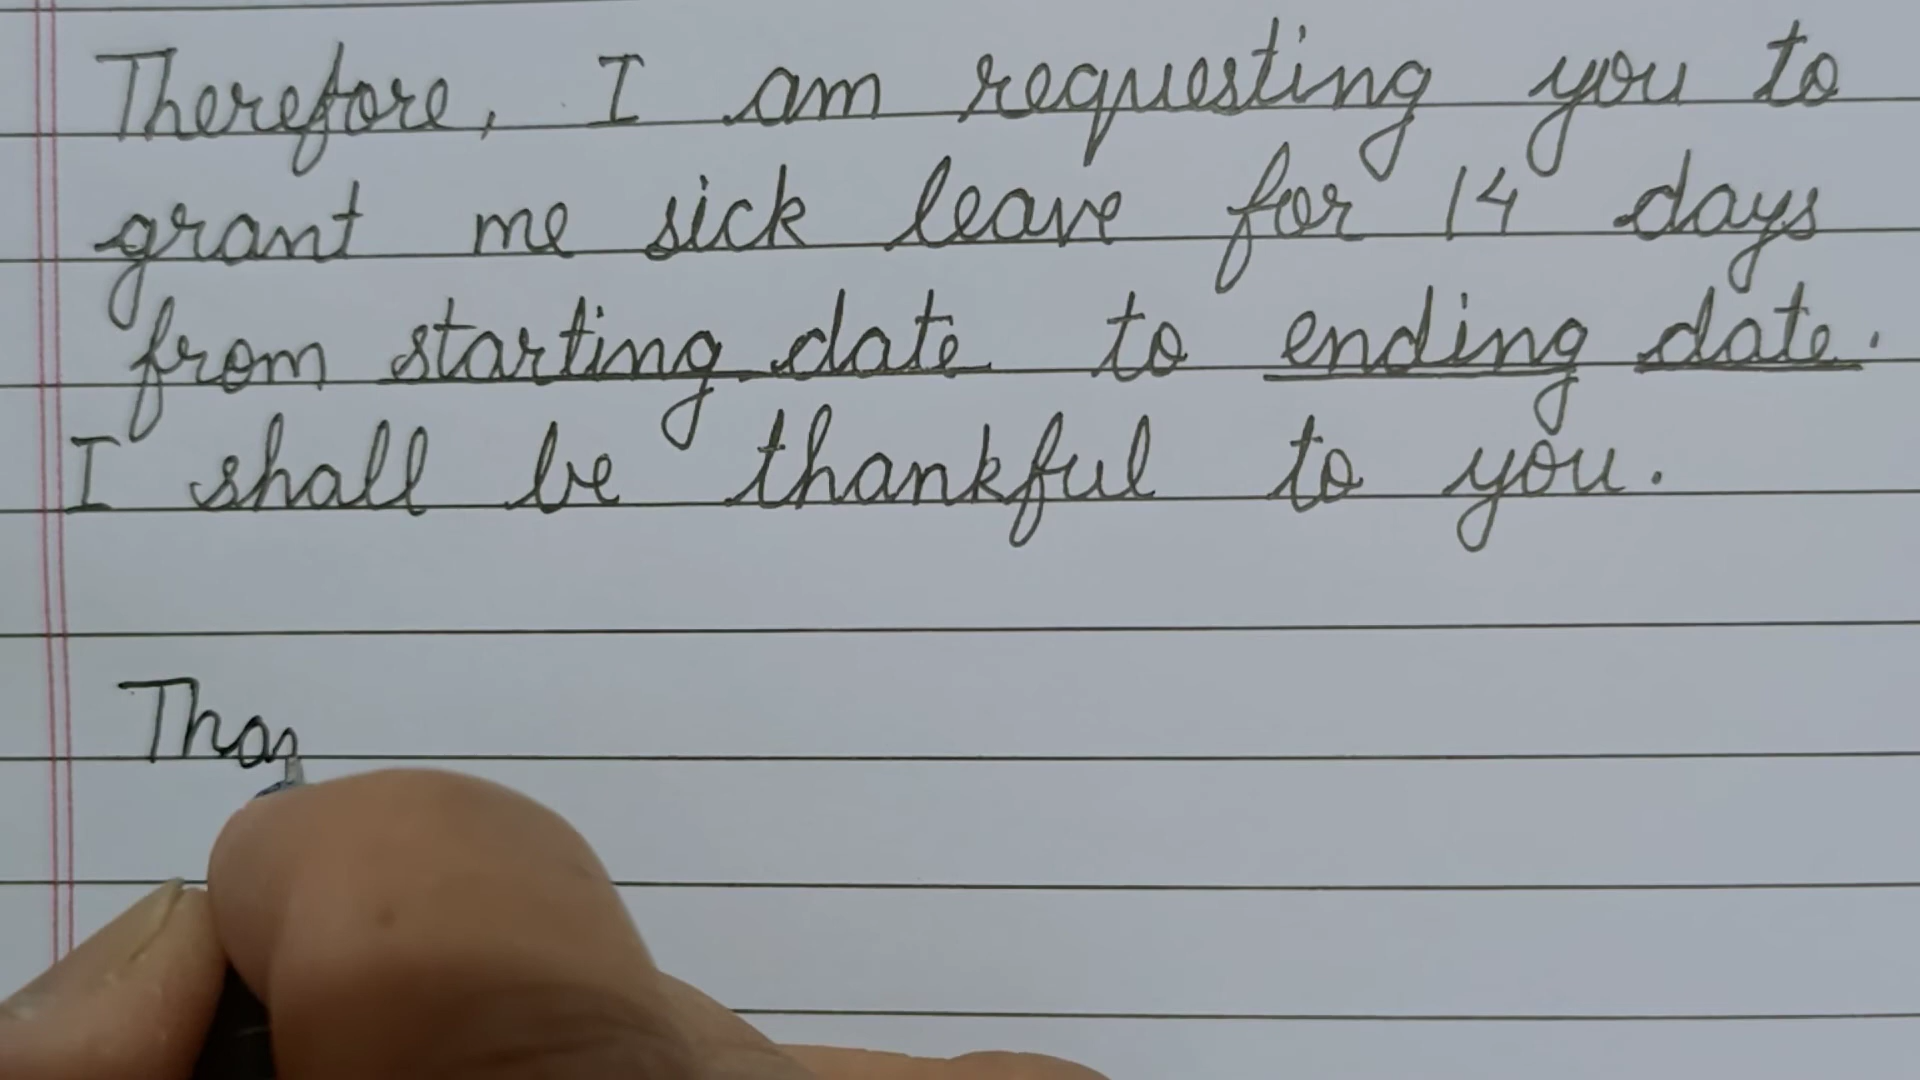 Therefore, I am requesting you to
grant me sick leave for 14 days
from starting date to ending date.
I shall be thankful to you.
Than